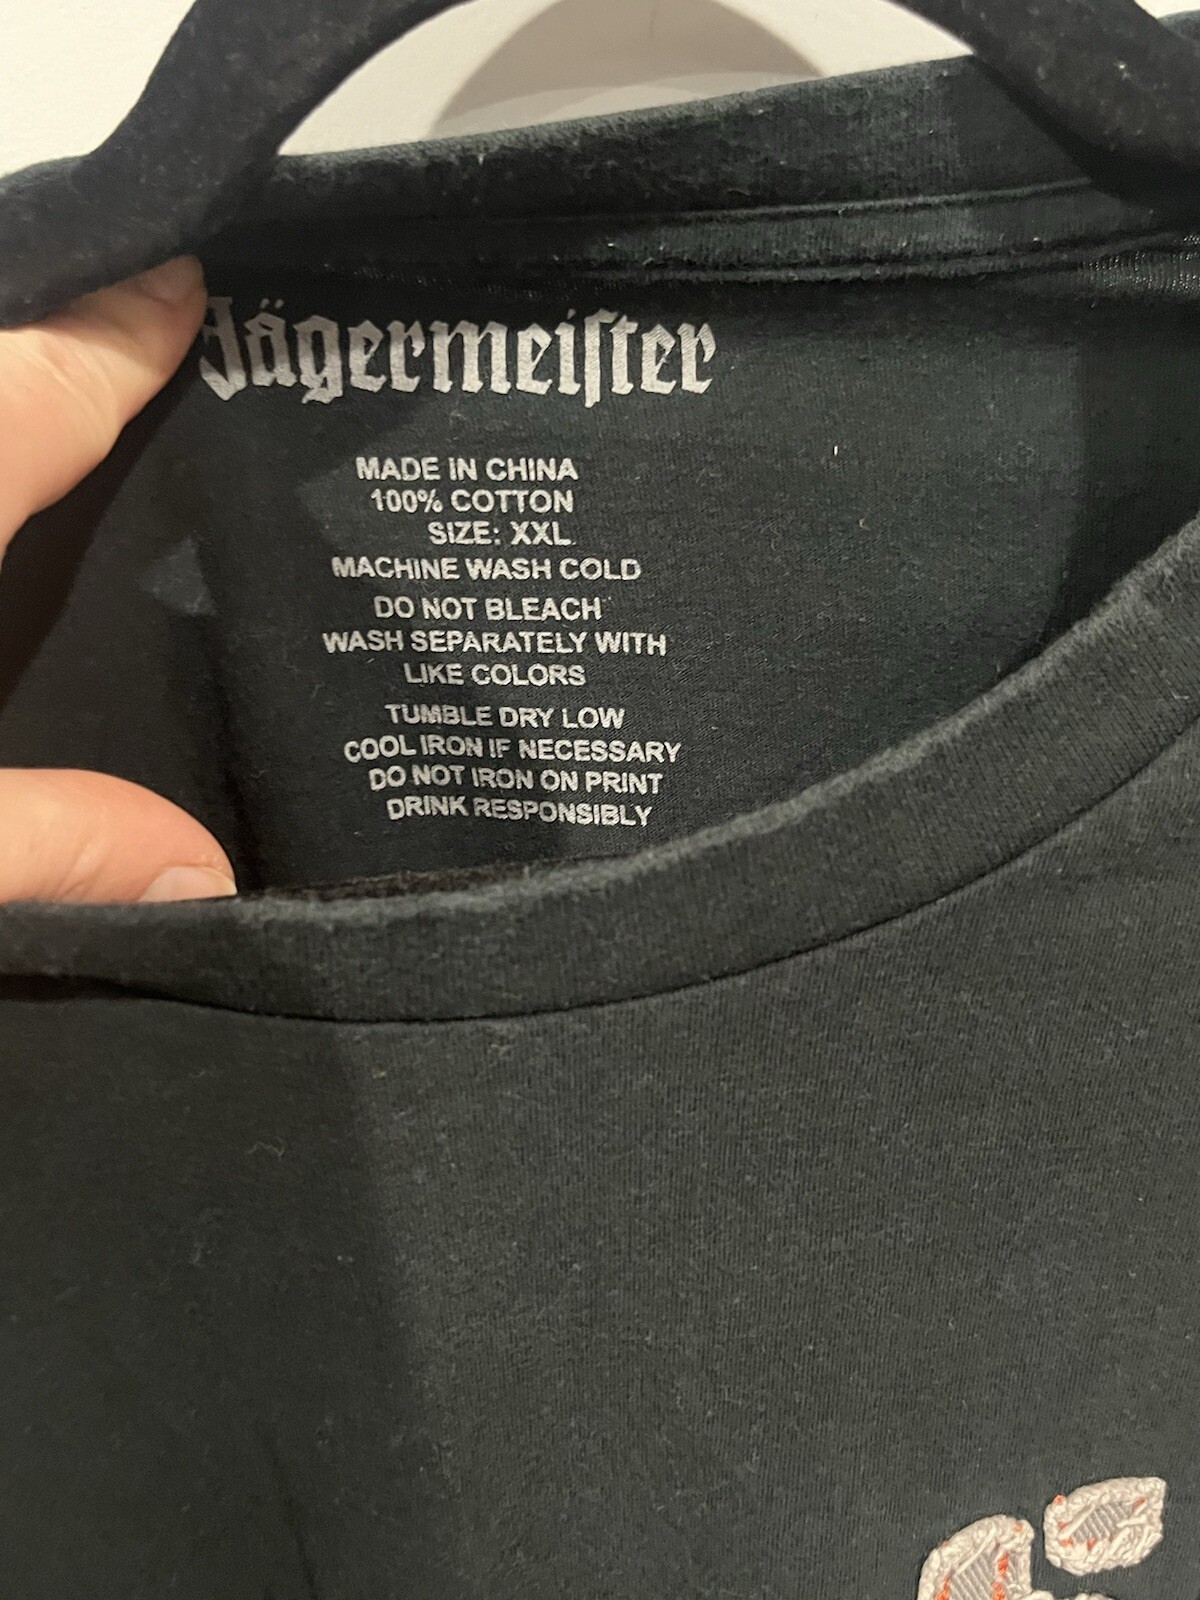 Jägermeiſter
MADE IN CHINA
100% COTTON
SIZE: XXL
MACHINE WASH COLD
DO NOT BLEACH
WASH SEPARATELY WITH
LIKE COLORS
TUMBLE DRY LOW
COOL IRON IF NECESSARY
DO NOT IRON ON PRINT
DRINK RESPONSIBLY